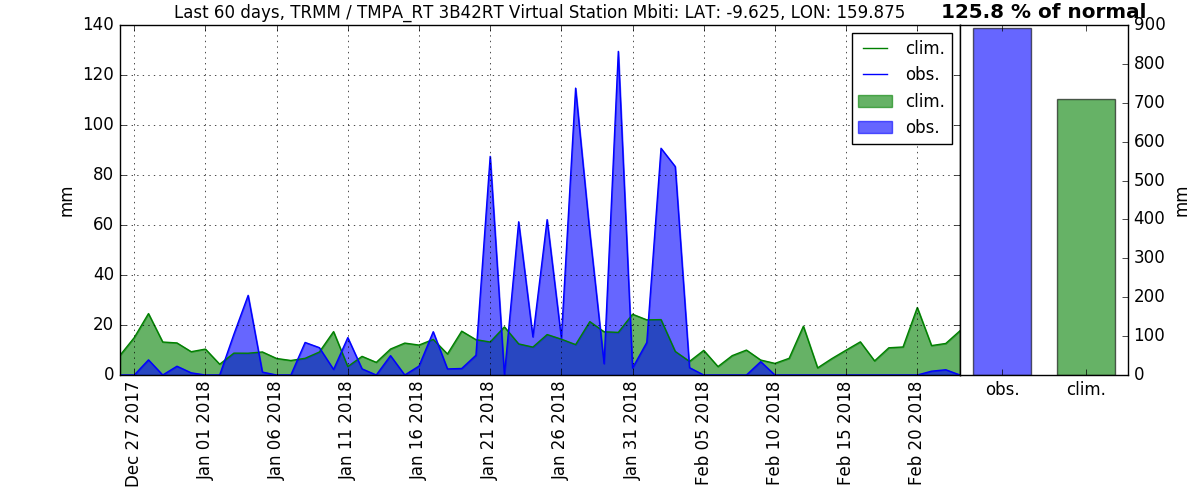 Last 60 days, TRMM / TMPA_RT 3B42RT Virtual Station Mbiti: LAT: -9.625, LON: 159.875
125.8 % of normal
140
120
100
80
60
40
20
0
mm
Dec 27 2017
Jan 01 2018
Jan 06 2018
Jan 11 2018
Jan 16 2018
Jan 21 2018
Jan 26 2018
Jan 31 2018
Feb 05 2018
Feb 10 2018
Feb 15 2018
Feb 20 2018
clim.
obs.
clim.
obs.
900
800
700
600
500
400
300
200
100
0
mm
obs.
clim.